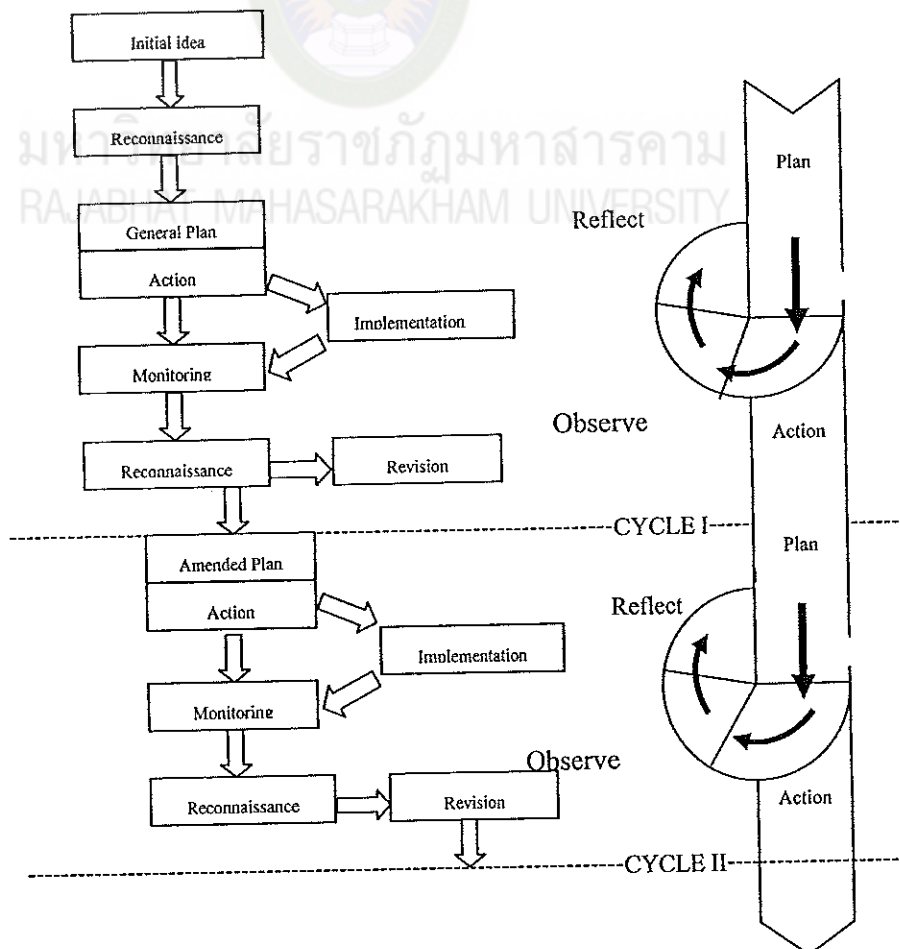 Initial idea
Reconnaissance
มหาวิทยาลัยราชภัฏมหาสารคาม
RAJABHAT MAHASARAKHAM UNIVERSITY
General Plan
Action
Implementation
Monitoring
Reconnaissance
Revision
Plan
Reflect
Observe
Action
CYCLE I
Amended Plan
Action
Implementation
Monitoring
Reconnaissance
Revision
Plan
Reflect
Observe
Action
CYCLE II